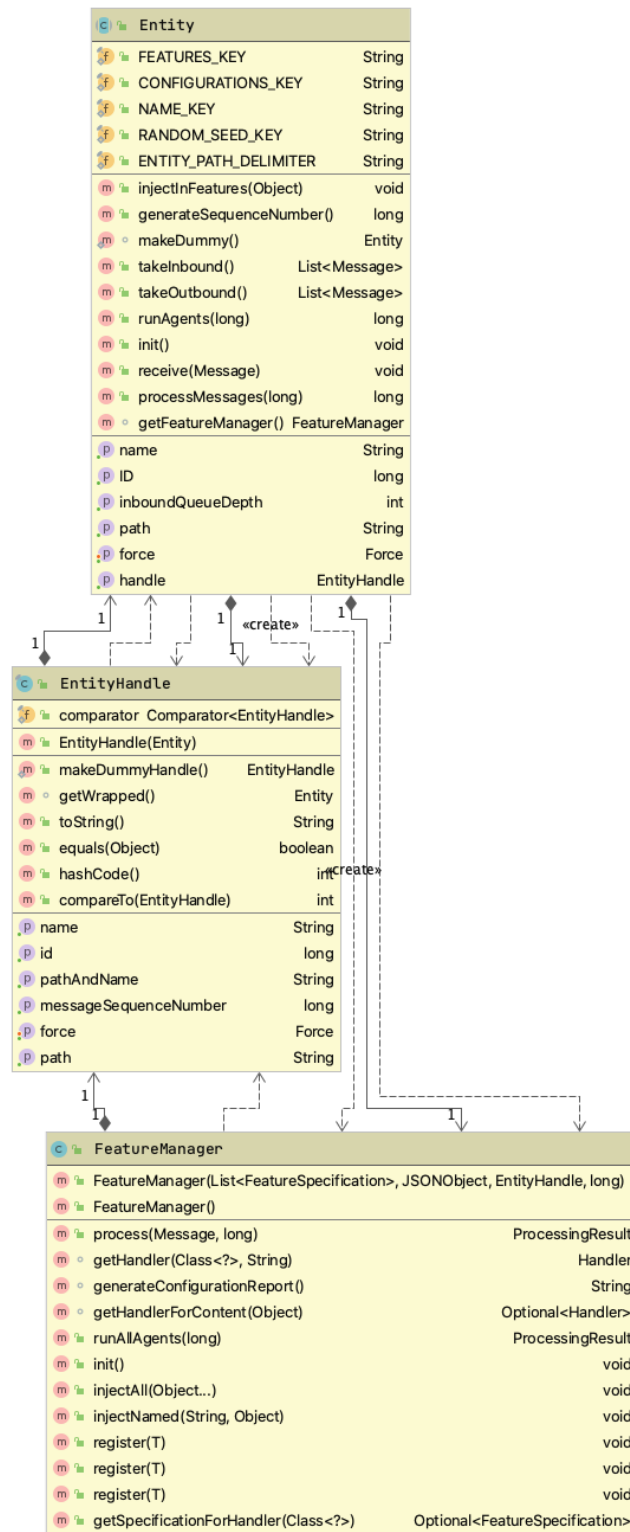 Entity
FEATURES_KEY String
CONFIGURATIONS_KEY String
NAME_KEY String
RANDOM_SEED_KEY String
ENTITY_PATH_DELIMITER String
injectInFeatures(Object) void
generateSequenceNumber() long
makeDummy() Entity
takeInbound() List<Message>
takeOutbound() List<Message>
runAgents(long) long
init() void
receive(Message) void
processMessages(long) long
getFeatureManager() FeatureManager
name String
ID long
inboundQueueDepth int
path String
force Force
handle EntityHandle
1 1 «create» 1
1 1
EntityHandle
comparator Comparator<EntityHandle>
EntityHandle(Entity)
makeDummyHandle() EntityHandle
getWrapped() Entity
toString() String
equals(Object) boolean
hashCode() int
«create»
compareTo(EntityHandle) int
name String
id long
pathAndName String
messageSequenceNumber long
force Force
path String
1
1 1
FeatureManager
FeatureManager(List<FeatureSpecification>, JSONObject, EntityHandle, long)
FeatureManager()
process(Message, long) ProcessingResult
getHandler(Class<?>, String) Handler
generateConfigurationReport() String
getHandlerForContent(Object) Optional<Handler>
runAllAgents(long) ProcessingResult
init() void
injectAll(Object...) void
injectNamed(String, Object) void
register(T) void
register(T) void
register(T) void
getSpecificationForHandler(Class<?>) Optional<FeatureSpecification>